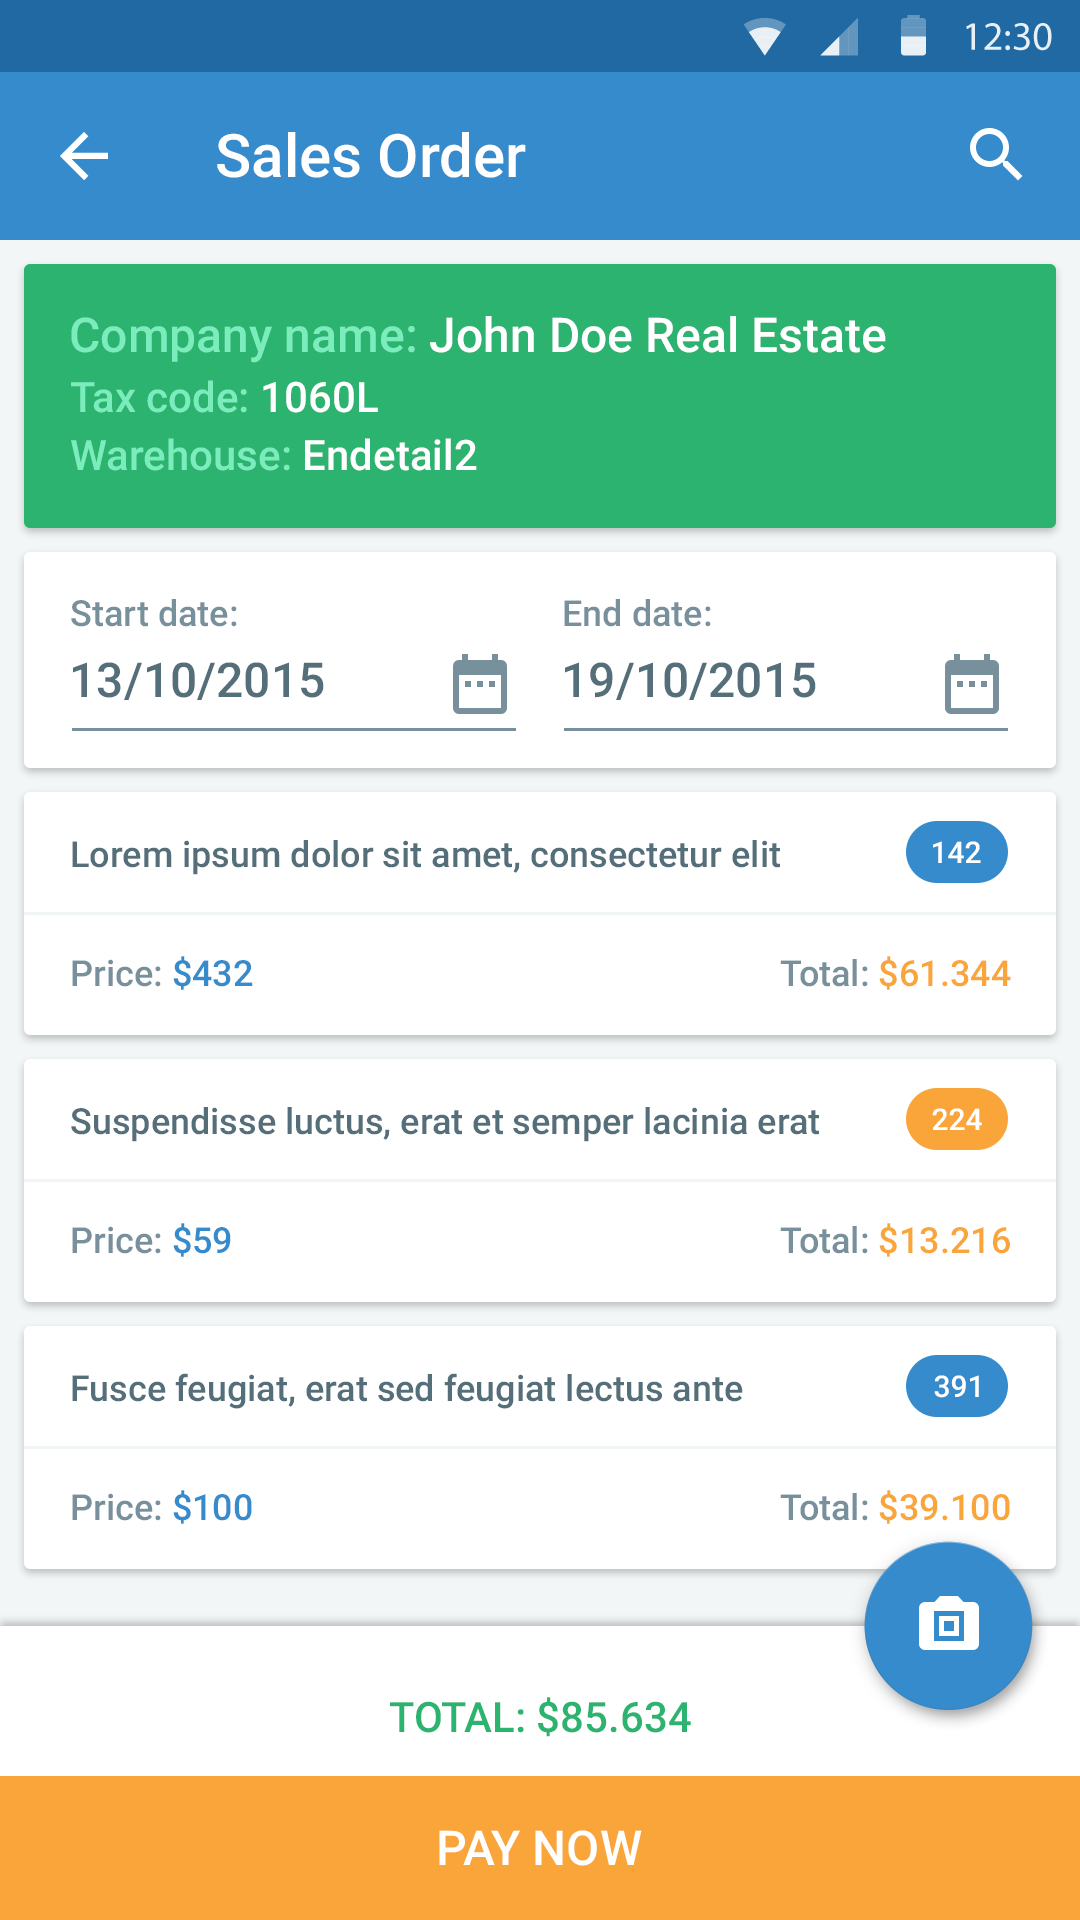 12:30
Sales Order
Company name: John Doe Real Estate
Tax code: 1060L
Warehouse: Endetail2
Start date:
End date:
13/10/2015
19/10/2015
Lorem ipsum dolor sit amet, consectetur elit
142
Price: $432
Total: $61.344
Suspendisse luctus, erat et semper lacinia erat
224
Price: $59
Total: $13.216
Fusce feugiat, erat sed feugiat lectus ante
391
Price: $100
Total: $39.100
TOTAL: $85.634
PAY NOW